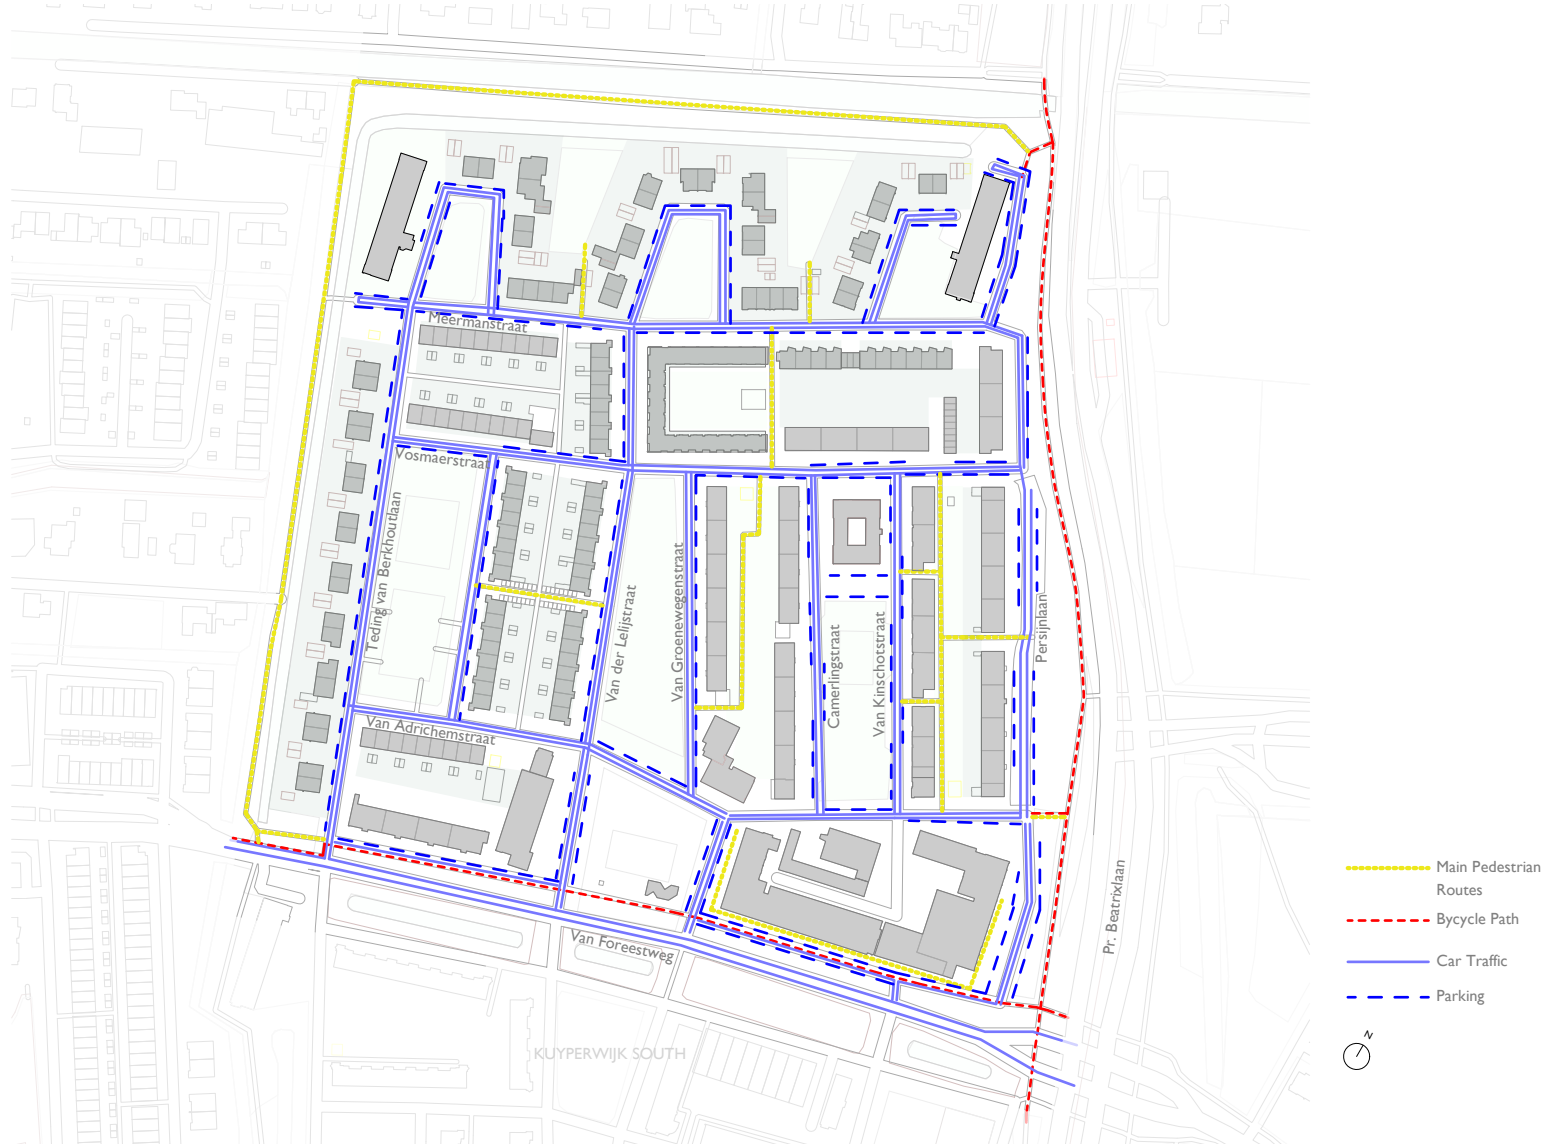 Meermanstraat
Vosmaerstraat
Teding van Berkhoutlaan
Van der Lelijstraat
Van Groenewegenstraat
Camerlingstraat
Van Kinschotstraat
Persijnlaan
Van Adrichemstraat
Van Foreestweg
Pr. Beatrixlaan
KUYPERWIJK SOUTH
Main Pedestrian
Routes
Bycycle Path
Car Traffic
Parking
N